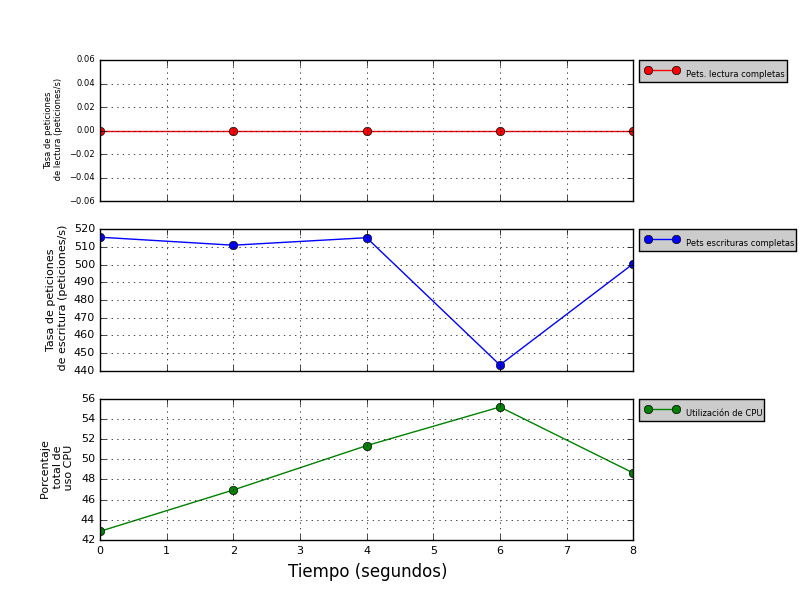 0.06
0.04
0.02
0.00
−0.02
−0.04
−0.06
Tasa de peticiones
de lectura (peticiones/s)
Pets. lectura completas
520
510
500
490
480
470
460
450
440
Tasa de peticiones
de escritura (peticiones/s)
Pets escrituras completas
56
54
52
50
48
46
44
42
Porcentaje
total de
uso CPU
Utilización de CPU
0 1 2 3 4 5 6 7 8
Tiempo (segundos)